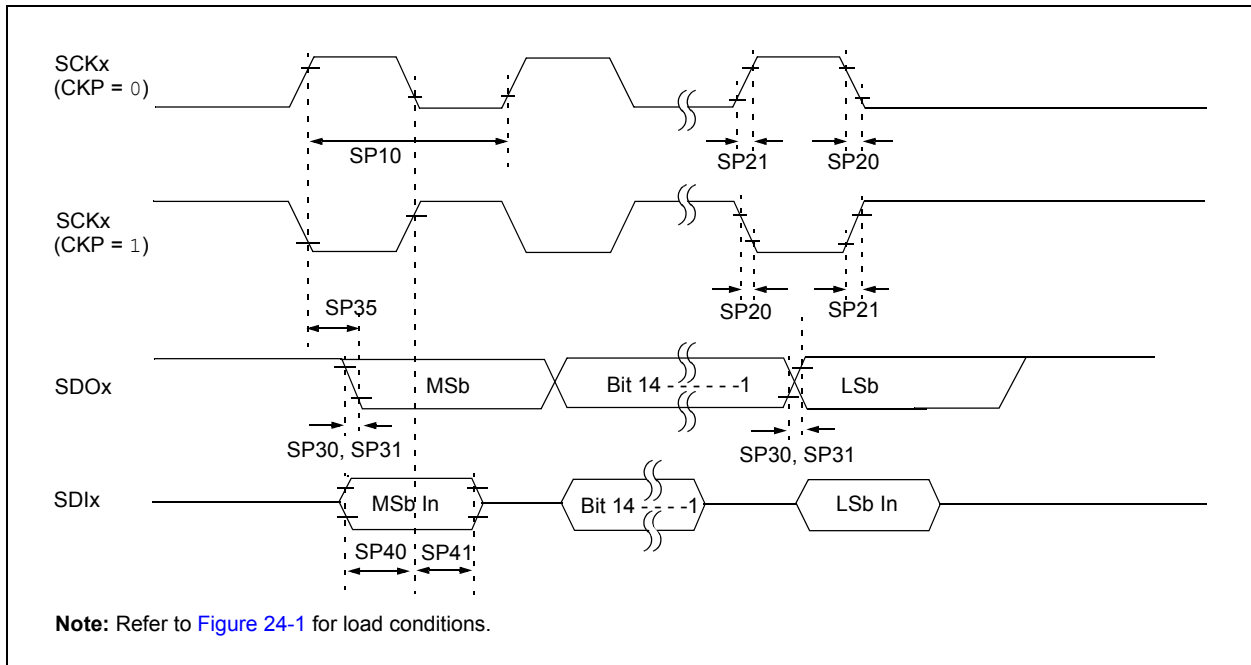 SCKx
(CKP = 0)
SP10
SP21
SP20
SCKx
(CKP = 1)
SP35
SP20
SP21
SDOx
MSb
Bit 14 - - - - - -1
LSb
SP30, SP31
SP30, SP31
SDIx
MSb In
Bit 14 - - - -1
LSb In
SP40
SP41
Note: Refer to Figure 24-1 for load conditions.